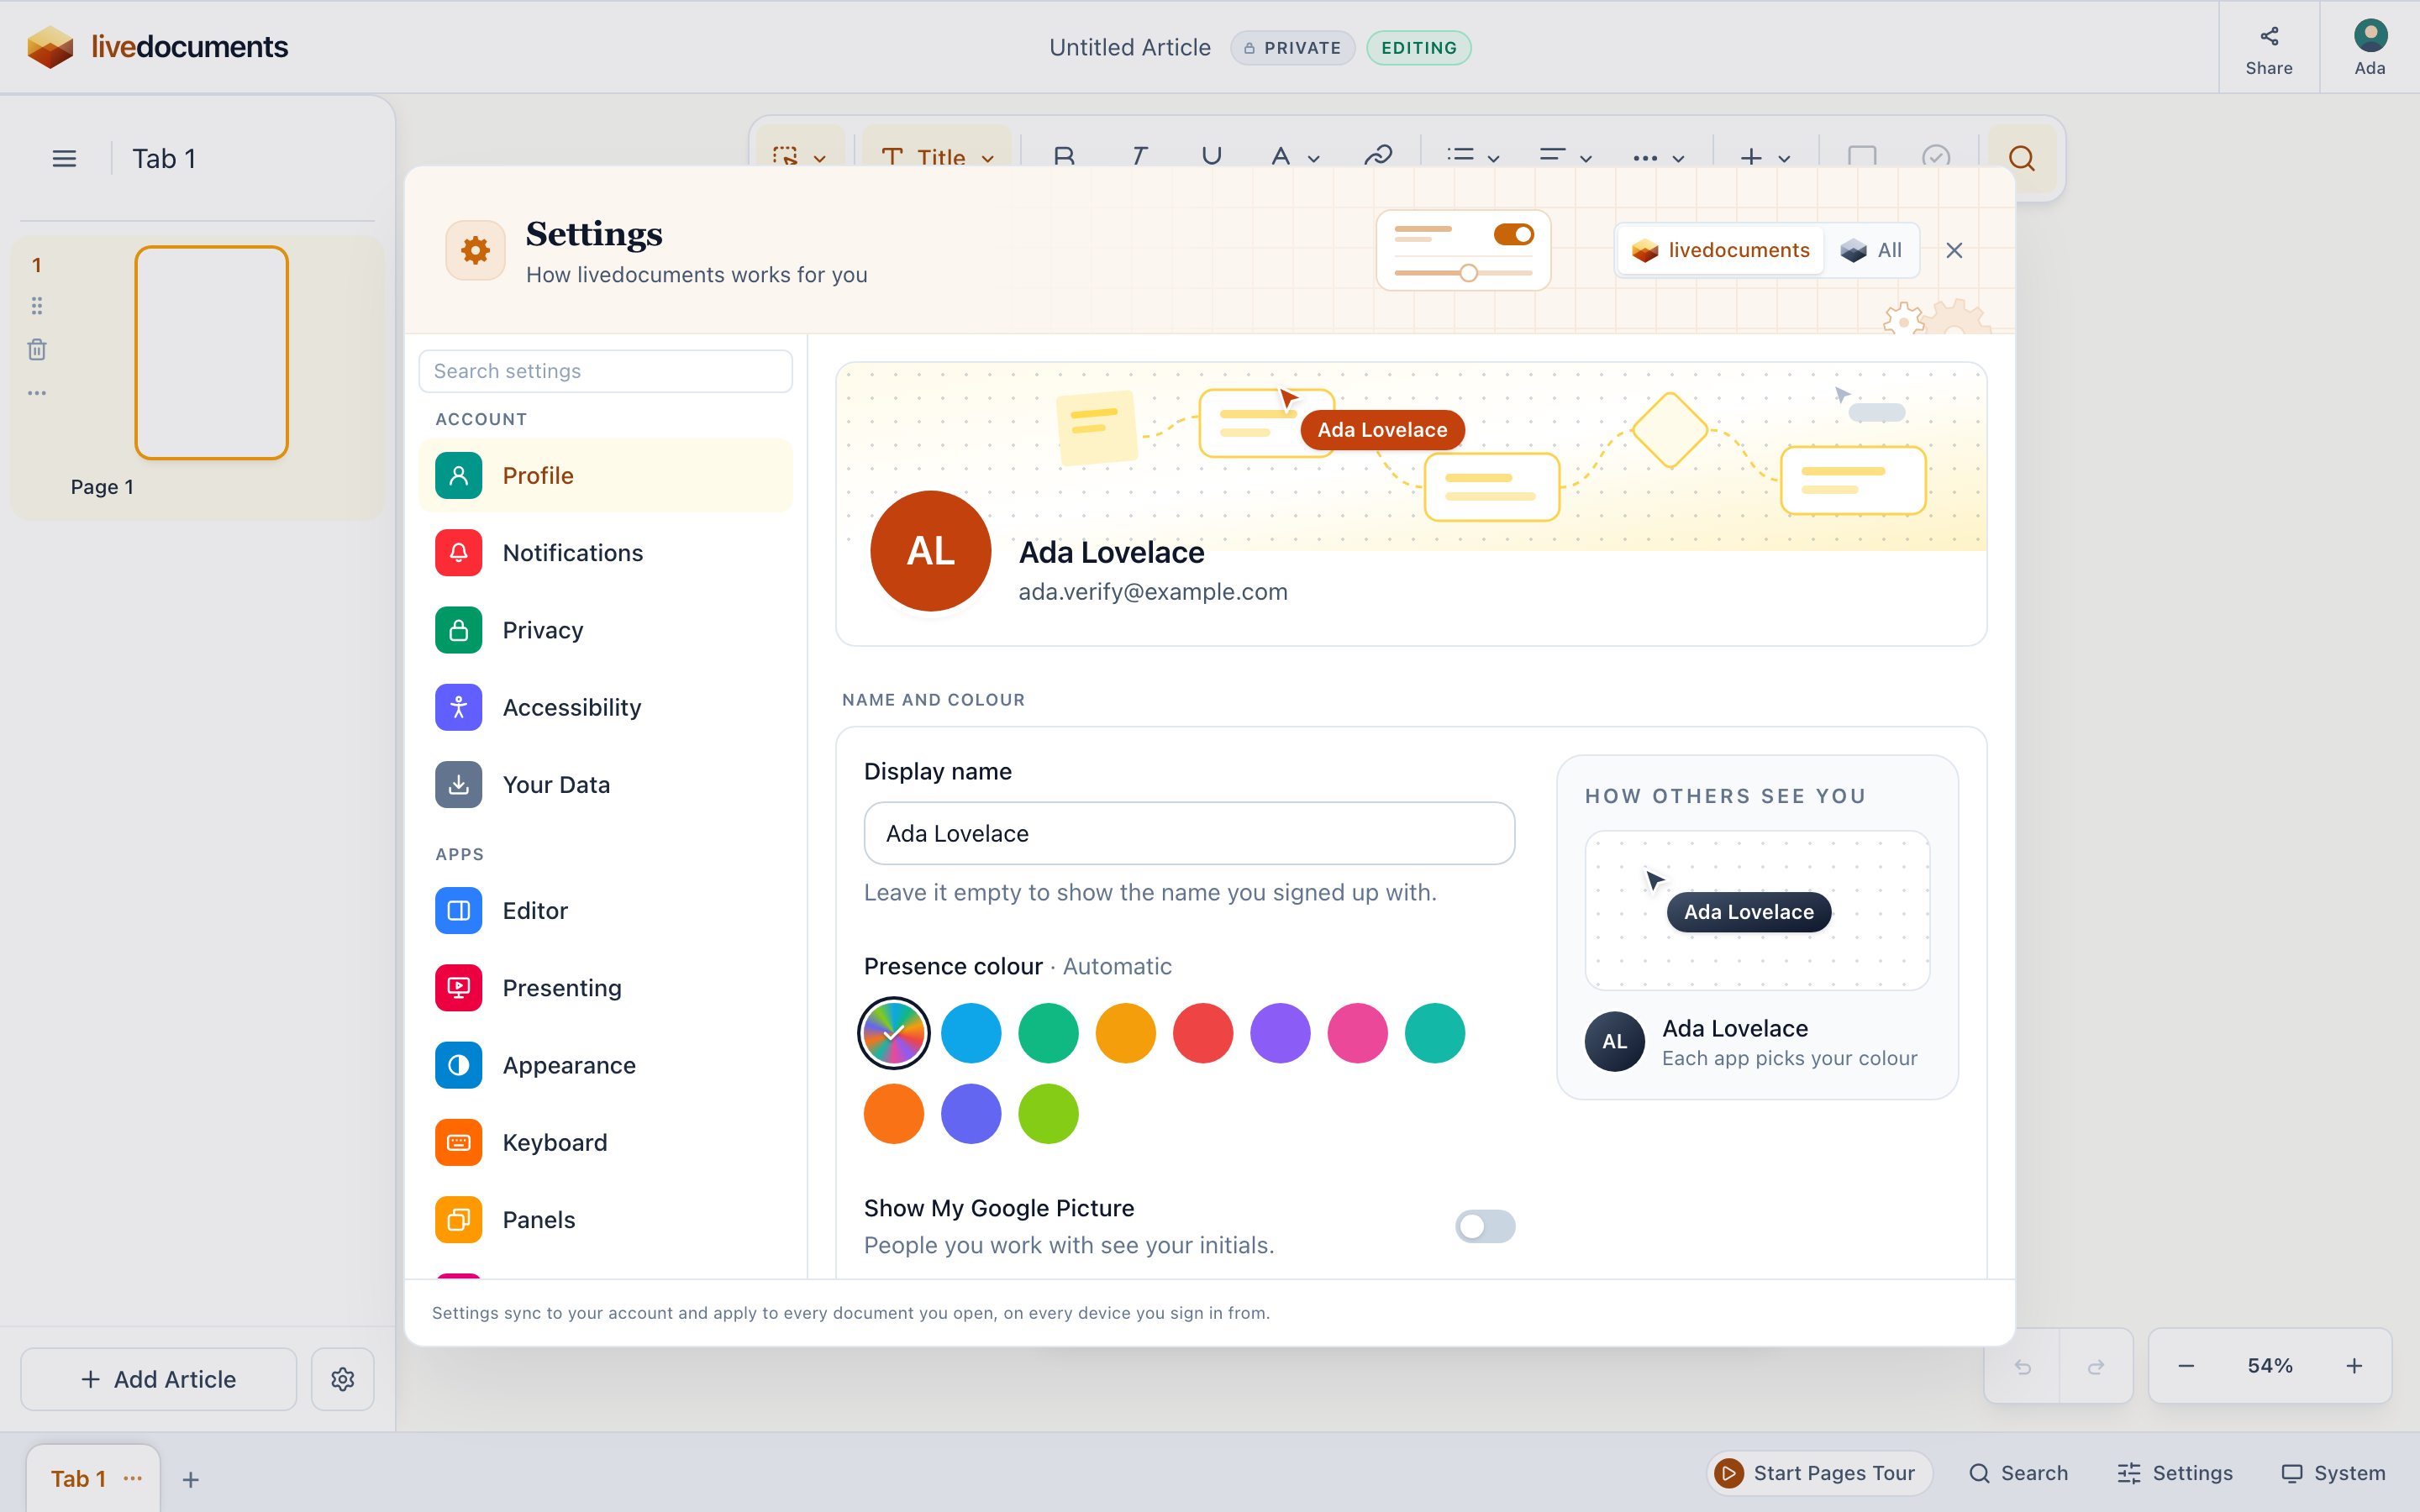 livedocuments
Untitled Article
PRIVATE
EDITING
Share
Ada
Tab 1
Title
1
Page 1
Add Article
Settings
How livedocuments works for you
livedocuments
All
Search settings
ACCOUNT
Profile
Notifications
Privacy
Accessibility
Your Data
APPS
Editor
Presenting
Appearance
Keyboard
Panels
Ada Lovelace
AL
Ada Lovelace
ada.verify@example.com
NAME AND COLOUR
Display name
Ada Lovelace
Leave it empty to show the name you signed up with.
Presence colour · Automatic
Show My Google Picture
People you work with see your initials.
HOW OTHERS SEE YOU
Ada Lovelace
AL
Ada Lovelace
Each app picks your colour
Settings sync to your account and apply to every document you open, on every device you sign in from.
54%
Tab 1
Start Pages Tour
Search
Settings
System